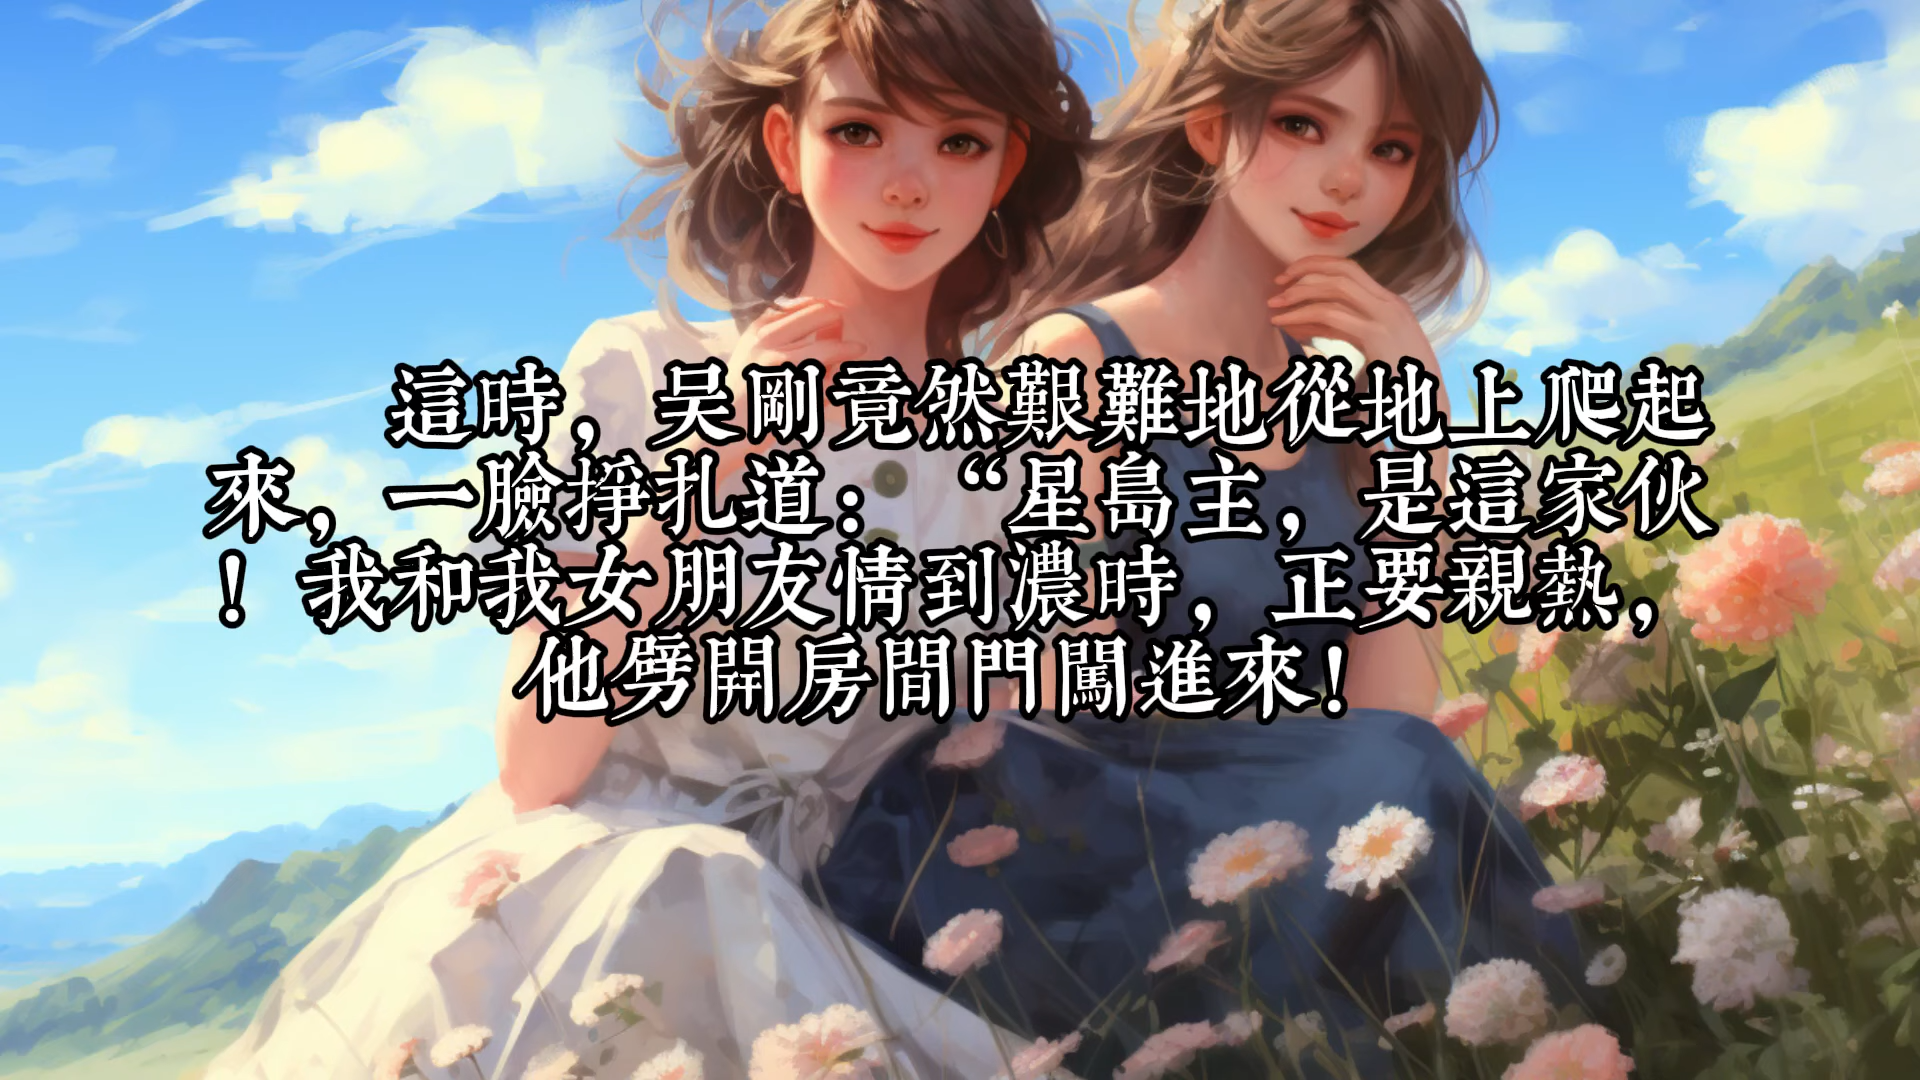 這時，吴剛竟然艱難地從地上爬起
來，一臉掙扎道：“星島主，是這家伙
！我和我女朋友情到濃時，正要親熱，
他劈開房間門闖進來！